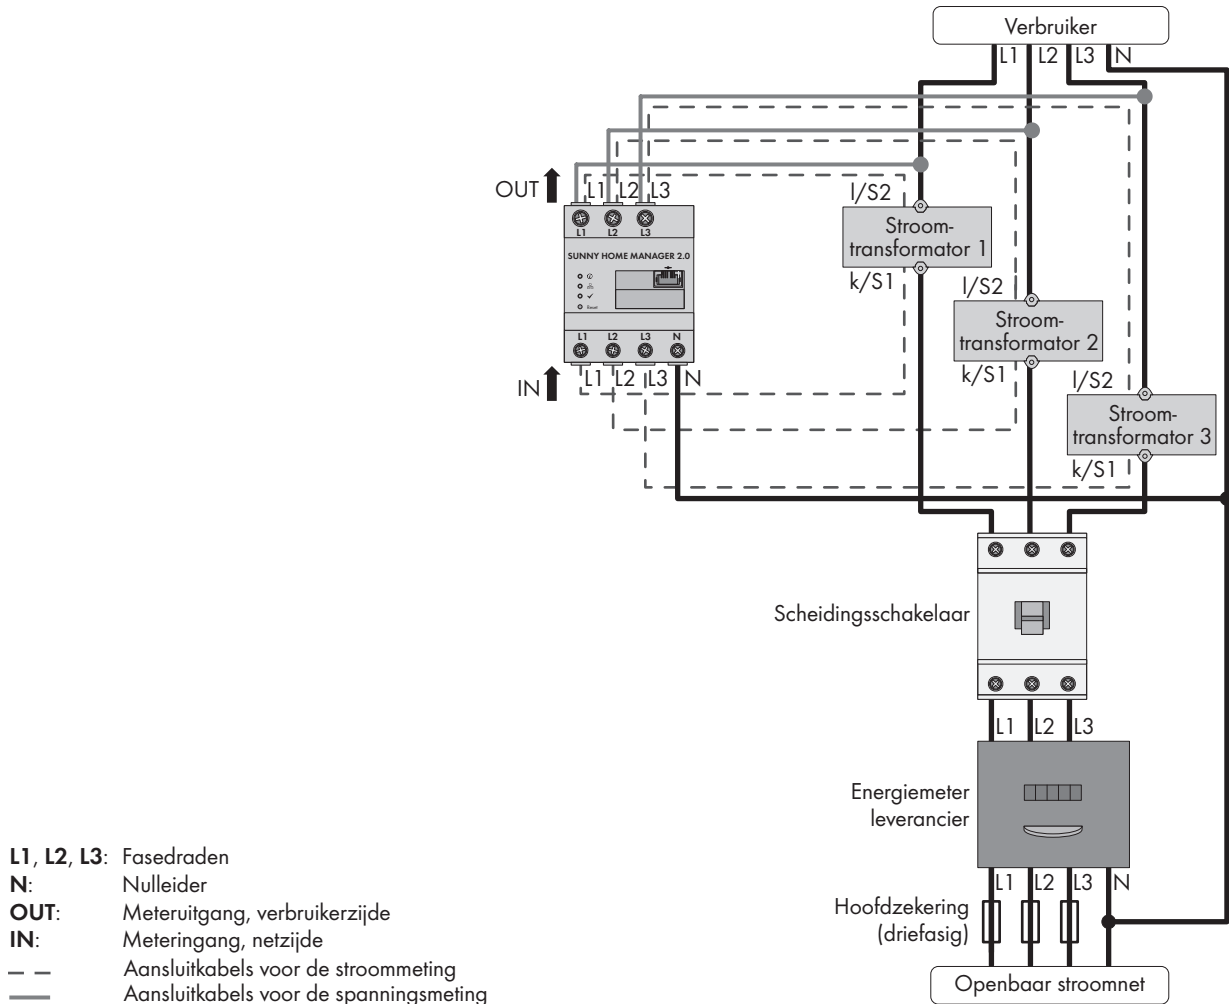 Verbruiker
L1 L2 L3 N
OUT L1 L2 L3
L1 L2 L3
SUNNY HOME MANAGER 2.0
Reset
L1 L2 L3 N
IN L1 L2 L3 N
l/S2
Stroom-
transformator 1
k/S1
l/S2
Stroom-
transformator 2
k/S1
l/S2
Stroom-
transformator 3
k/S1
Scheidingsschakelaar
L1 L2 L3
Energiemeter
leverancier
L1 L2 L3 N
Hoofdzekering
(driefasig)
Openbaar stroomnet
L1, L2, L3: Fasedraden
N: Nulleider
OUT: Meteruitgang, verbruikerzijde
IN: Meteringang, netzijde
Aansluitkabels voor de stroommeting
Aansluitkabels voor de spanningsmeting